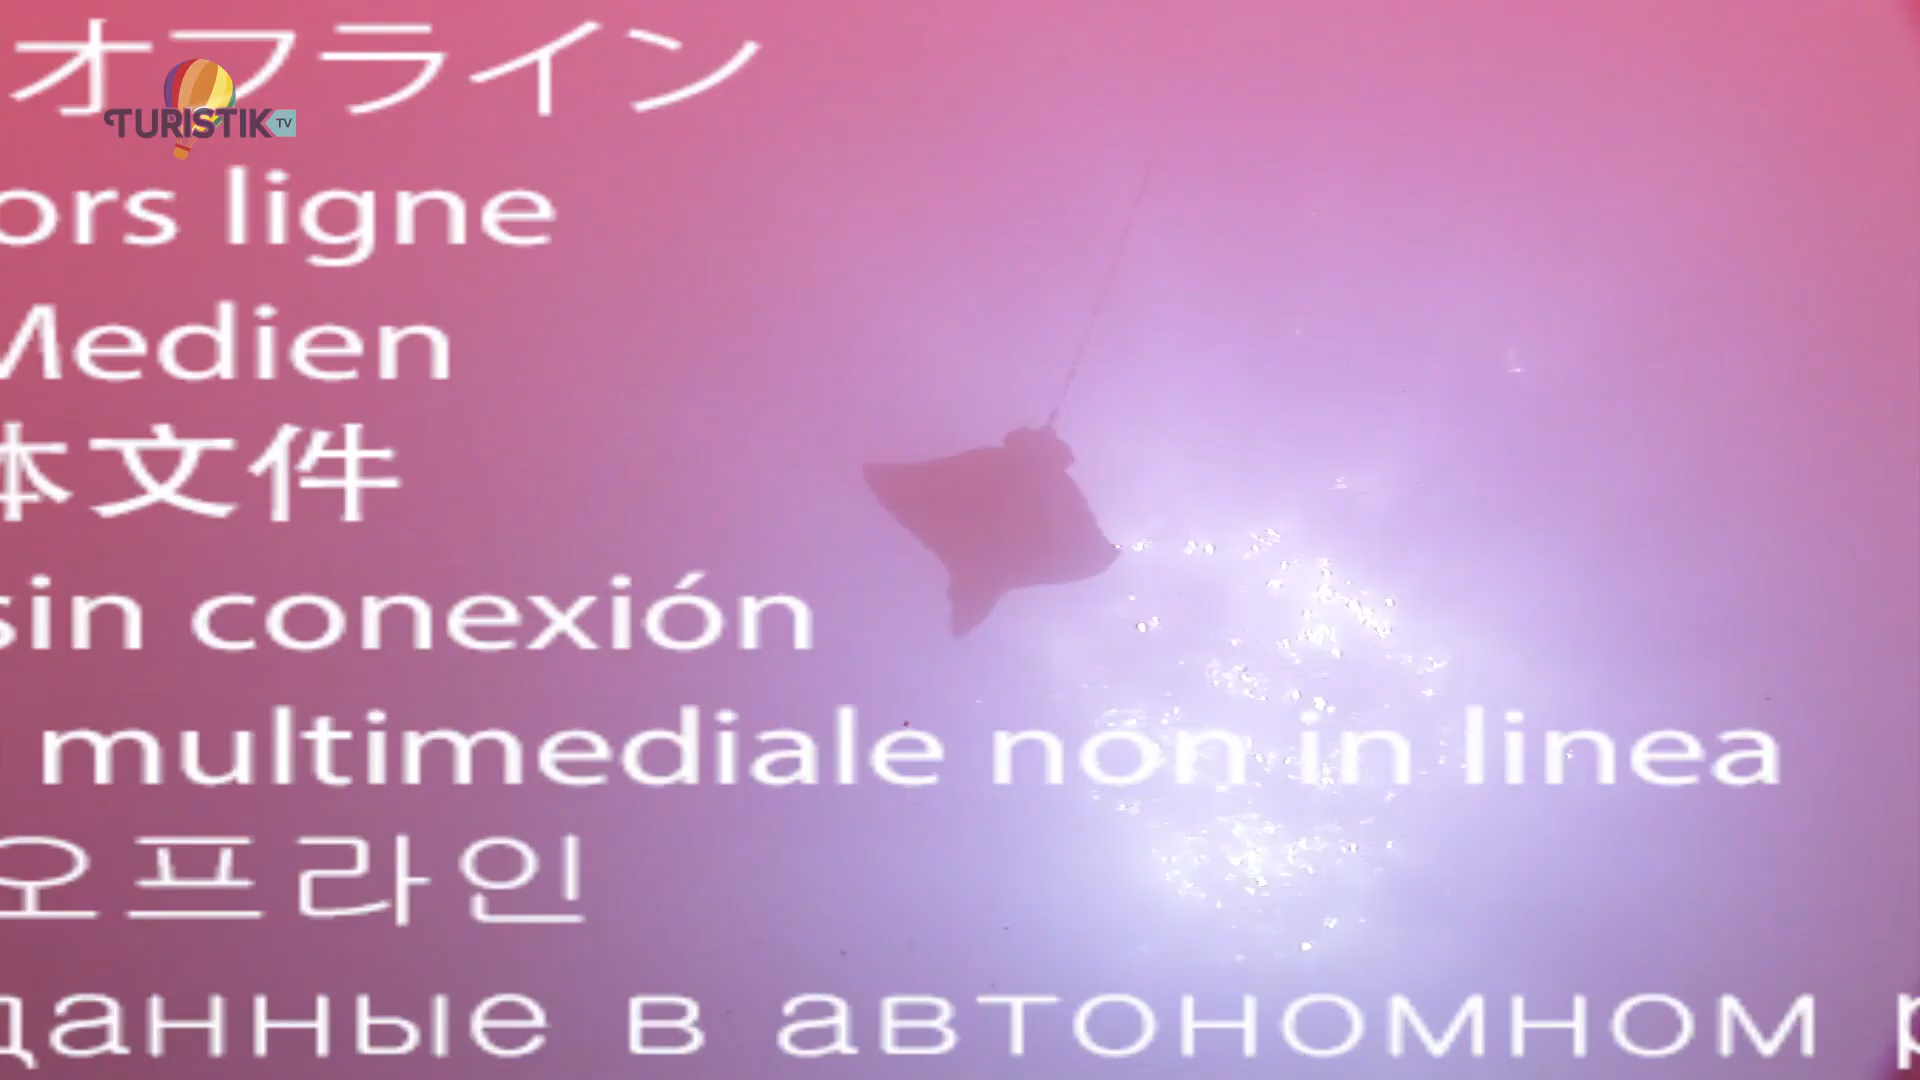 オフライン
TURISTIK TV
ors ligne
Medien
体文件
sin conexión
multimediale non in linea
오프라인
данные в автономном р